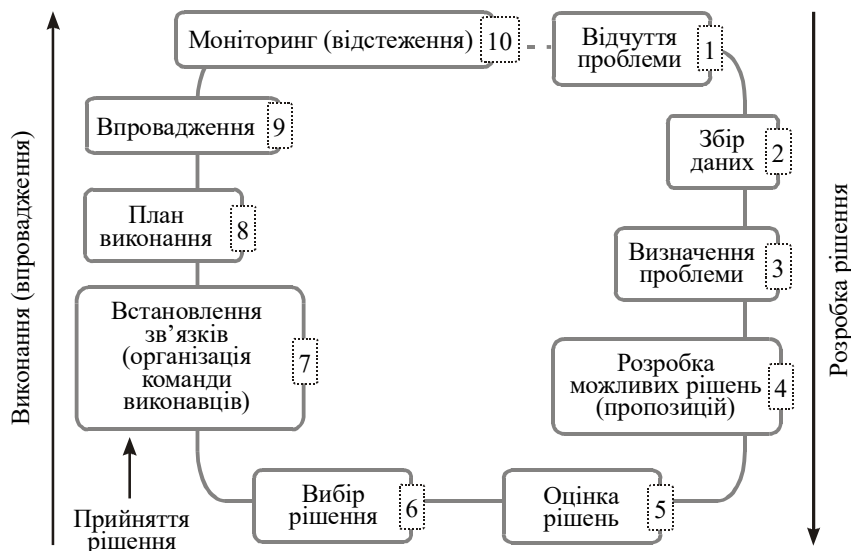 Моніторинг (відстеження)
10
Відчуття
проблеми
1
Збір
даних
2
Визначення
проблеми
3
Розробка
можливих рішень
(пропозицій)
4
Оцінка
рішень
5
Вибір
рішення
6
Встановлення
зв’язків
(організація
команди
виконавців)
7
План
виконання
8
Впровадження
9
Прийняття
рішення
Виконання (впровадження)
Розробка рішення